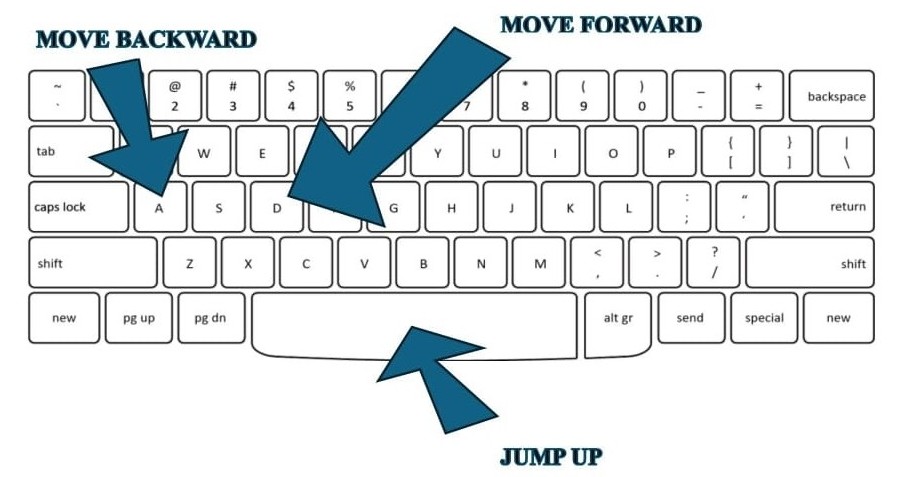 MOVE BACKWARD
MOVE FORWARD
~ @ # $ % * ( ) _ +
` 2 3 4 5 7 8 9 0 - = backspace
tab W E Y U I O P { [ } ] | \
caps lock A S D G H J K L : ; “ ‘ return
shift Z X C V B N M < , > . ? / shift
new pg up pg dn alt gr send special new
JUMP UP